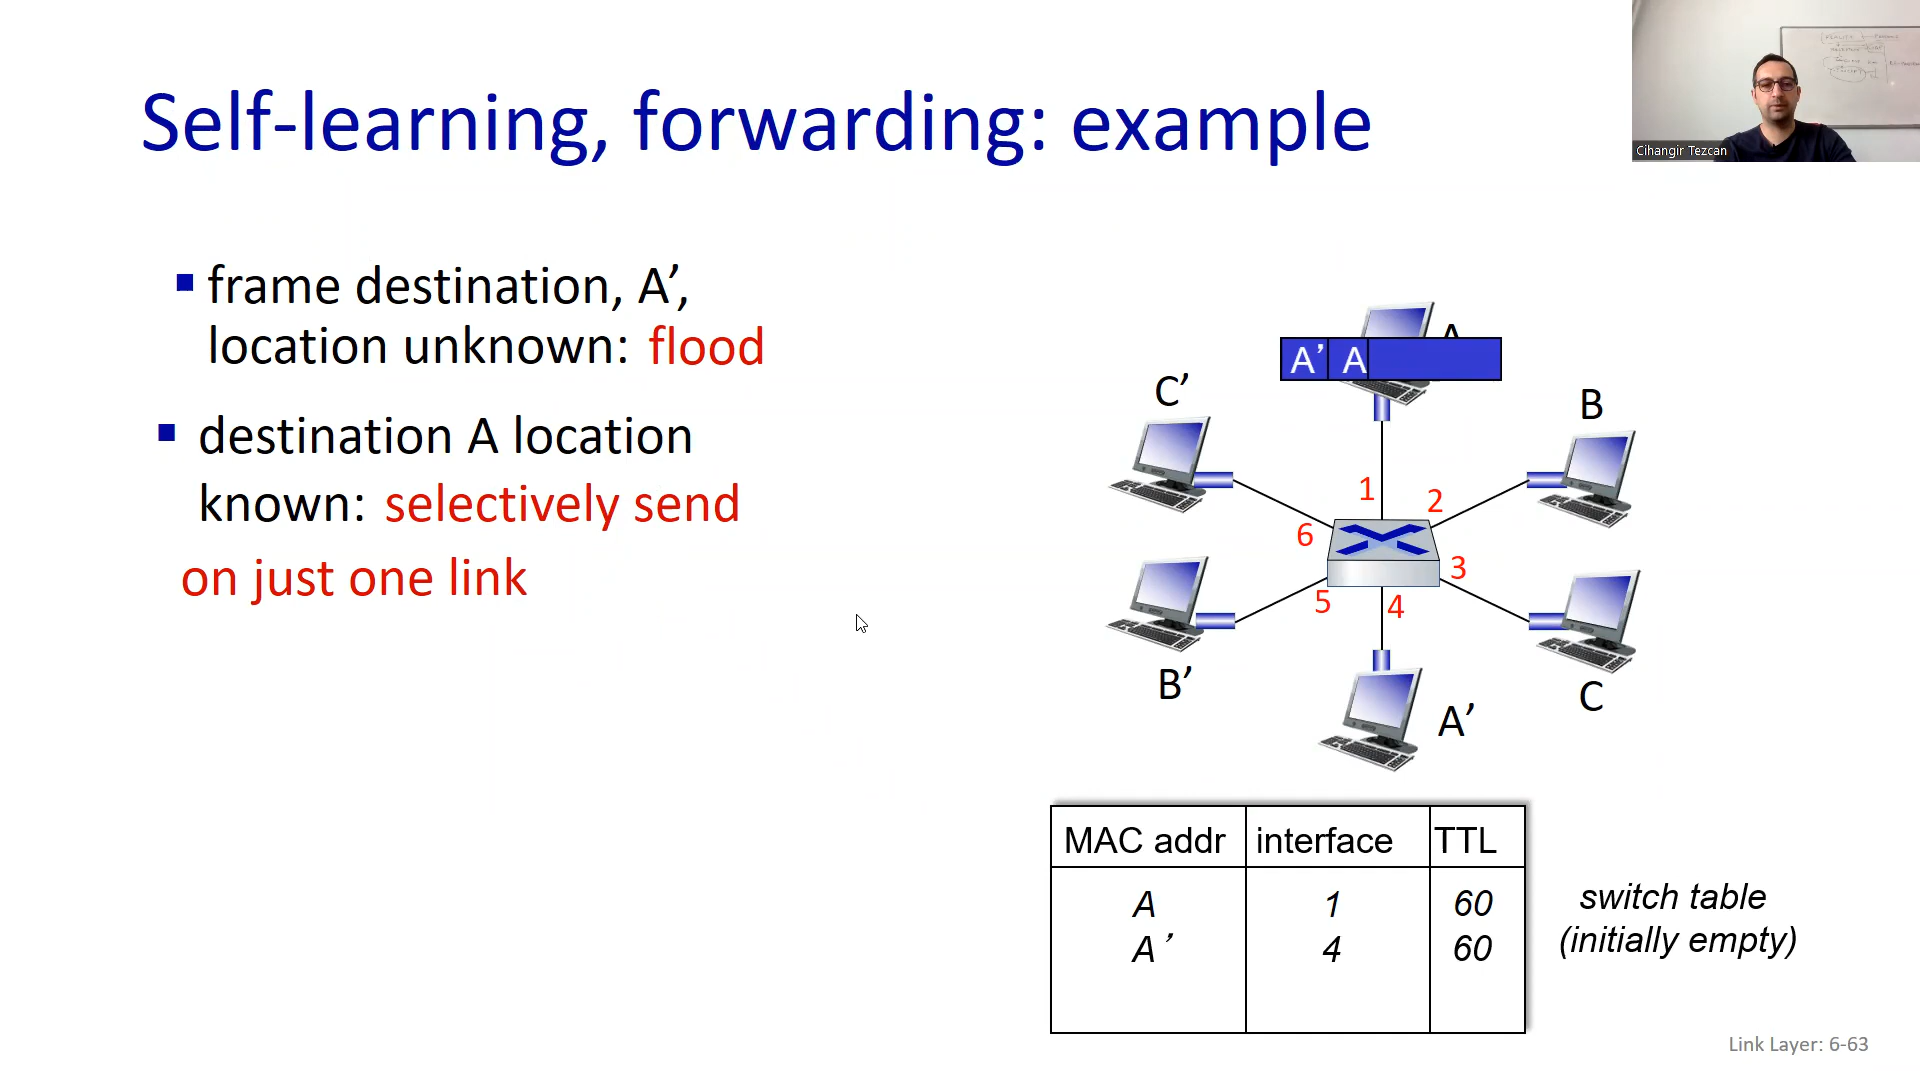 Self-learning, forwarding: example
Cihangir Tezcan
▪ frame destination, A’,
location unknown: flood
▪ destination A location
known: selectively send
on just one link
A
A’ A
C’
B
1
2
6
3
5
4
B’
A’
C
MAC addr interface TTL
A 1 60
A’ 4 60
switch table
(initially empty)
Link Layer: 6-63